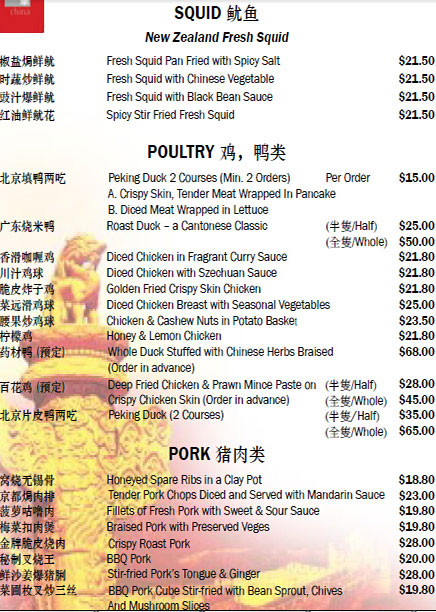 china
SQUID 鱿鱼
New Zealand Fresh Squid
椒盐焗鲜鱿 Fresh Squid Pan Fried with Spicy Salt $21.50
时蔬炒鲜鱿 Fresh Squid with Chinese Vegetable $21.50
豉汁爆鲜鱿 Fresh Squid with Black Bean Sauce $21.50
红油鲜鱿花 Spicy Stir Fried Fresh Squid $21.50
POULTRY 鸡，鸭类
北京填鸭两吃 Peking Duck 2 Courses (Min. 2 Orders) Per Order $15.00
A. Crispy Skin, Tender Meat Wrapped In Pancake
B. Diced Meat Wrapped in Lettuce
广东烧米鸭 Roast Duck – a Cantonese Classic (半隻/Half) $25.00
(全隻/Whole) $50.00
香滑咖喱鸡 Diced Chicken in Fragrant Curry Sauce $21.80
川汁鸡球 Diced Chicken with Szechuan Sauce $21.80
脆皮炸子鸡 Golden Fried Crispy Skin Chicken $21.80
菜远滑鸡球 Diced Chicken Breast with Seasonal Vegetables $25.00
腰果炒鸡球 Chicken & Cashew Nuts in Potato Basket $23.50
柠檬鸡 Honey & Lemon Chicken $21.80
药材鸭 (预定) Whole Duck Stuffed with Chinese Herbs Braised $68.00
(Order in advance)
百花鸡 (预定) Deep Fried Chicken & Prawn Mince Paste on (半隻/Half) $28.00
Crispy Chicken Skin (Order in advance) (全隻/Whole) $45.00
北京片皮鸭两吃 Peking Duck (2 Courses) (半隻/Half) $35.00
(全隻/Whole) $65.00
PORK 猪肉类
窝烧无锡骨 Honeyed Spare Ribs in a Clay Pot $18.80
京都焗肉排 Tender Pork Chops Diced and Served with Mandarin Sauce $23.00
菠萝咕噜肉 Fillets of Fresh Pork with Sweet & Sour Sauce $19.80
梅菜扣肉煲 Braised Pork with Preserved Veges $19.80
金牌脆皮烧肉 Crispy Roast Pork $28.00
秘制叉烧王 BBQ Pork $20.00
鲜沙姜爆猪脷 Stir-fried Pork's Tongue & Ginger $28.00
菜圃枚叉炒三丝 BBQ Pork Cube Stir-fried with Bean Sprout, Chives $19.80
And Mushroom Slices